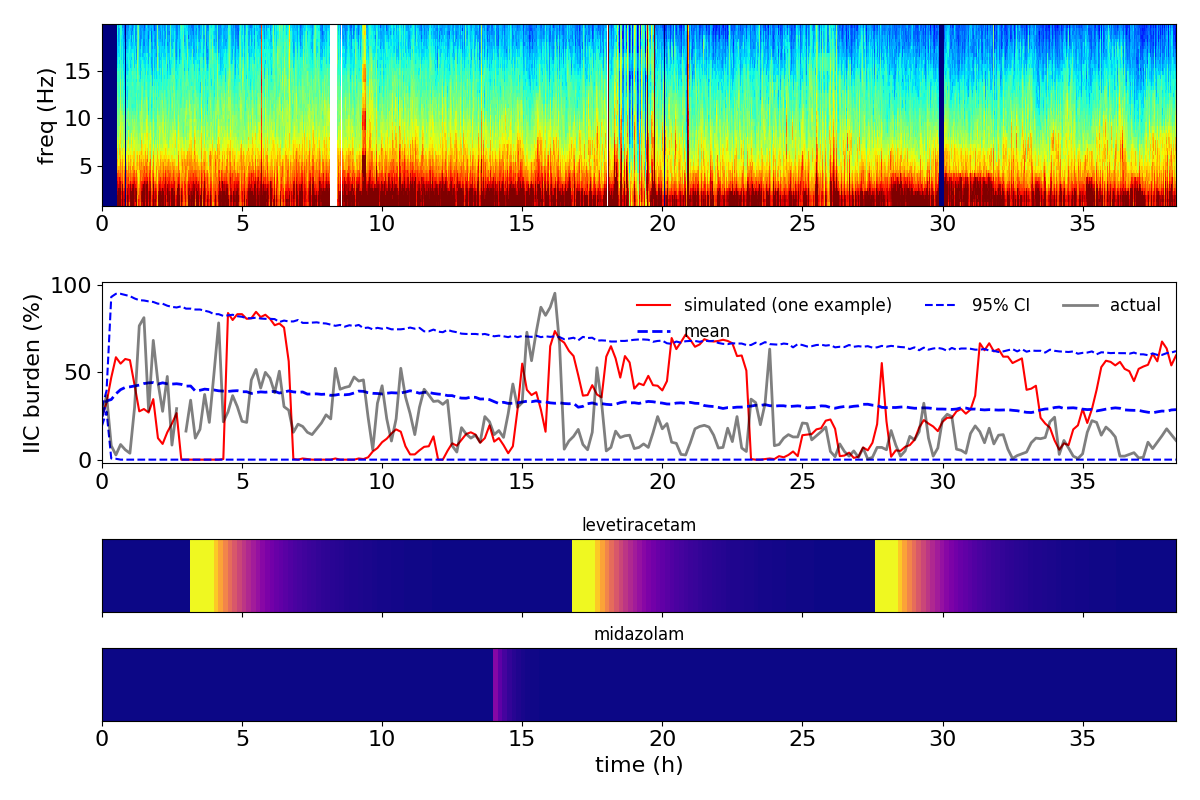 freq (Hz)
15
10
5
0 5 10 15 20 25 30 35
IIC burden (%)
100
50
0
simulated (one example) 95% CI actual
mean
0 5 10 15 20 25 30 35
levetiracetam
midazolam
0 5 10 15 20 25 30 35
time (h)